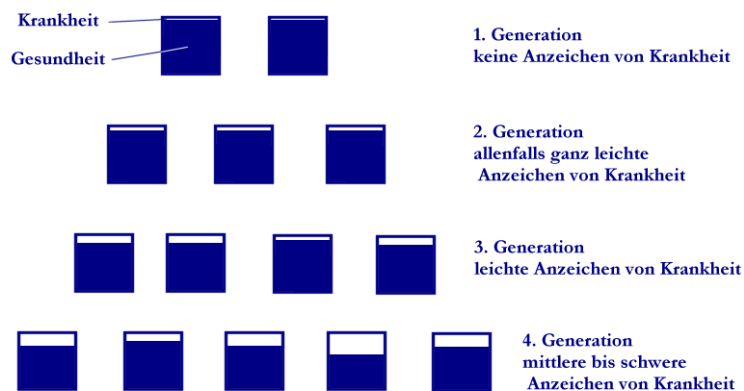 Krankheit
Gesundheit
1. Generation
keine Anzeichen von Krankheit
2. Generation
allenfalls ganz leichte
Anzeichen von Krankheit
3. Generation
leichte Anzeichen von Krankheit
4. Generation
mittlere bis schwere
Anzeichen von Krankheit